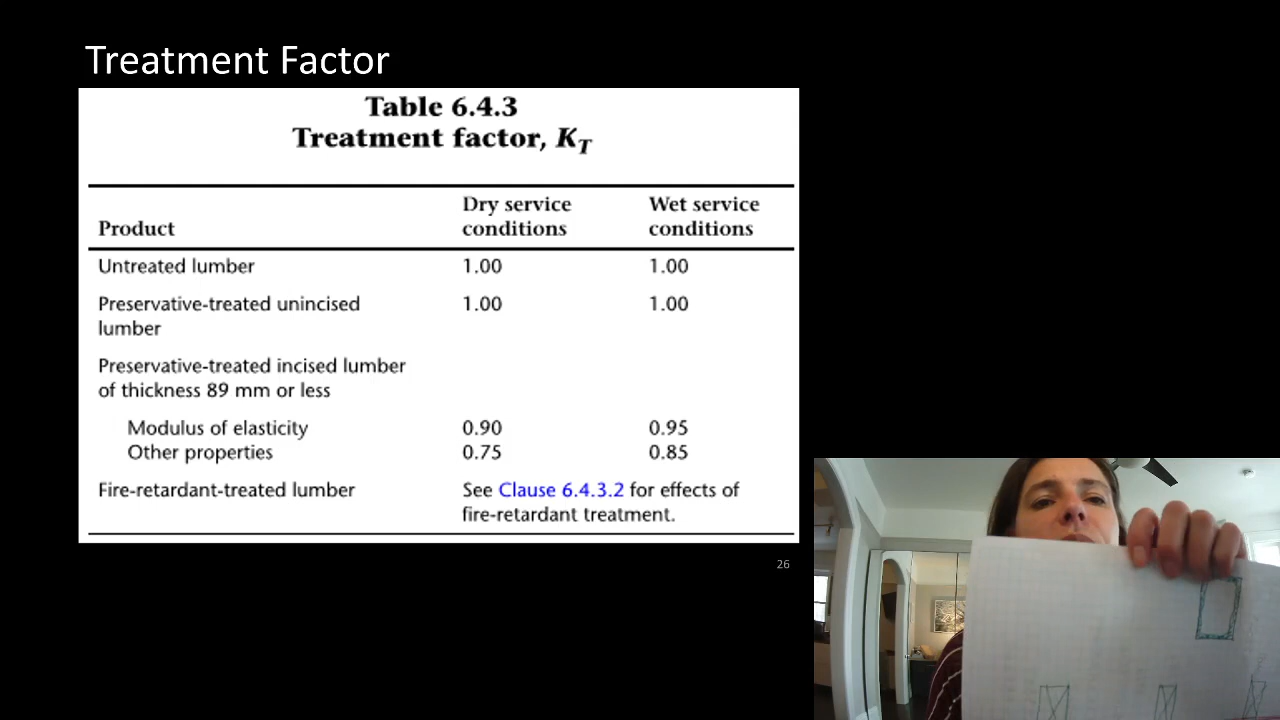 Treatment Factor
Table 6.4.3
Treatment factor, K_T
Product Dry service conditions Wet service conditions
Untreated lumber 1.00 1.00
Preservative-treated unincised 1.00 1.00
lumber
Preservative-treated incised lumber
of thickness 89 mm or less
Modulus of elasticity 0.90 0.95
Other properties 0.75 0.85
Fire-retardant-treated lumber See Clause 6.4.3.2 for effects of
fire-retardant treatment.
26